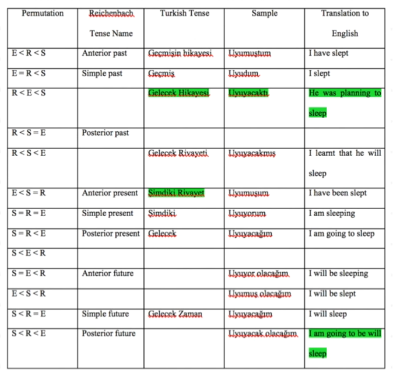 Permutation Reichenbach Turkish Tense Sample Translation to
Tense Name English
E < R < S Anterior past Geçmişin hikayesi Uyumuştum I have slept
E = R < S Simple past Geçmiş Uyudum I slept
R < E < S Gelecek Hikayesi Uyuyacaktı He was planning to
sleep
R < S = E Posterior past
R < S < E Gelecek Rivayeti Uyuyacakmış I learnt that he will
sleep
E < S = R Anterior present Şimdiki Rivayet Uyumuşum I have been slept
S = R = E Simple present Şimdiki Uyuyorum I am sleeping
S = R < E Posterior present Gelecek Uyuyacağım I am going to sleep
S < E < R
S = E < R Anterior future Uyuyor olacağım I will be sleeping
E < S < R Uyumuş olacağım I will be slept
S < R = E Simple future Gelecek Zaman Uyuyacağım I will sleep
S < R < E Posterior future Uyuyacak olacağım I am going to be will
sleep